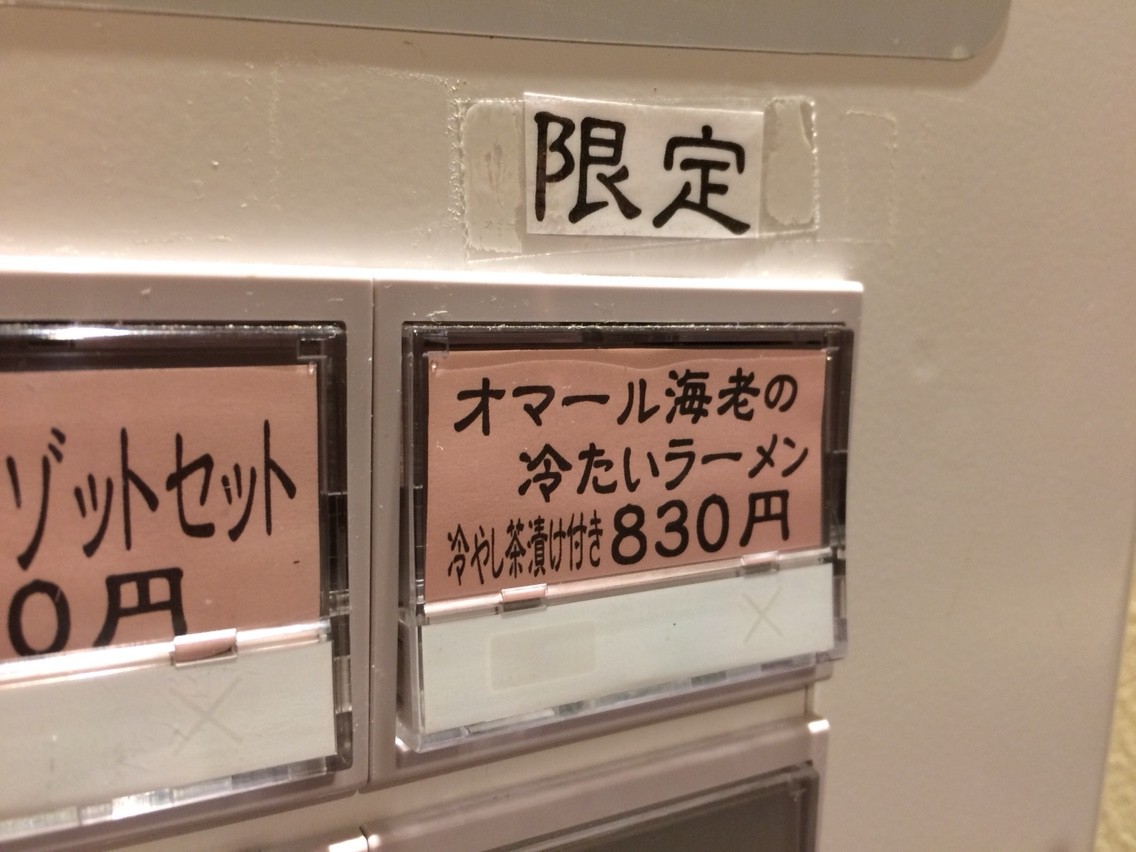 限定
オマール海老の
冷たいラーメン
冷やし茶漬け付き830円
ゾットセット
0円